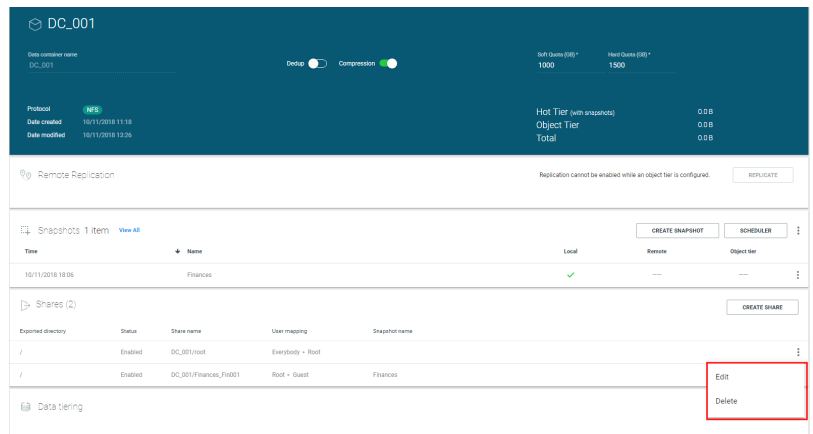 DC_001
Data container name
DC_001
Dedup
Compression
Soft Quota (GB) *
Hard Quota (GB) *
1000
1500
Protocol
NFS
Date created
10/11/2018 11:18
Date modified
10/11/2018 12:26
Hot Tier (with snapshots)
0.0 B
Object Tier
0.0 B
Total
0.0 B
Remote Replication
Replication cannot be enabled while an object tier is configured.
REPLICATE
Snapshots 1 item View All
CREATE SNAPSHOT
SCHEDULER
Time Name Local Remote Object tier
10/11/2018 18:06 Finances –– ––
Shares (2)
CREATE SHARE
Exported directory Status Share name User mapping Snapshot name
/ Enabled DC_001/root Everybody + Root
/ Enabled DC_001/Finances_Fin001 Root + Guest Finances
Edit
Delete
Data tiering